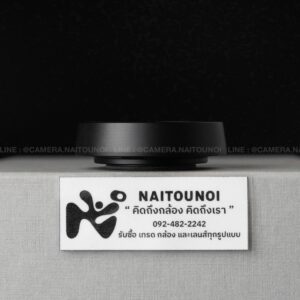 LINE : @CAMERA.NAITOUNOI LINE : @CAMERA.NAITOUNOI LINE :
NAITOUNOI
“ คิดถึงกล้อง คิดถึงเรา ”
092-482-2242
รับซื้อ เทรด กล้อง และเลนส์ทุกรูปแบบ